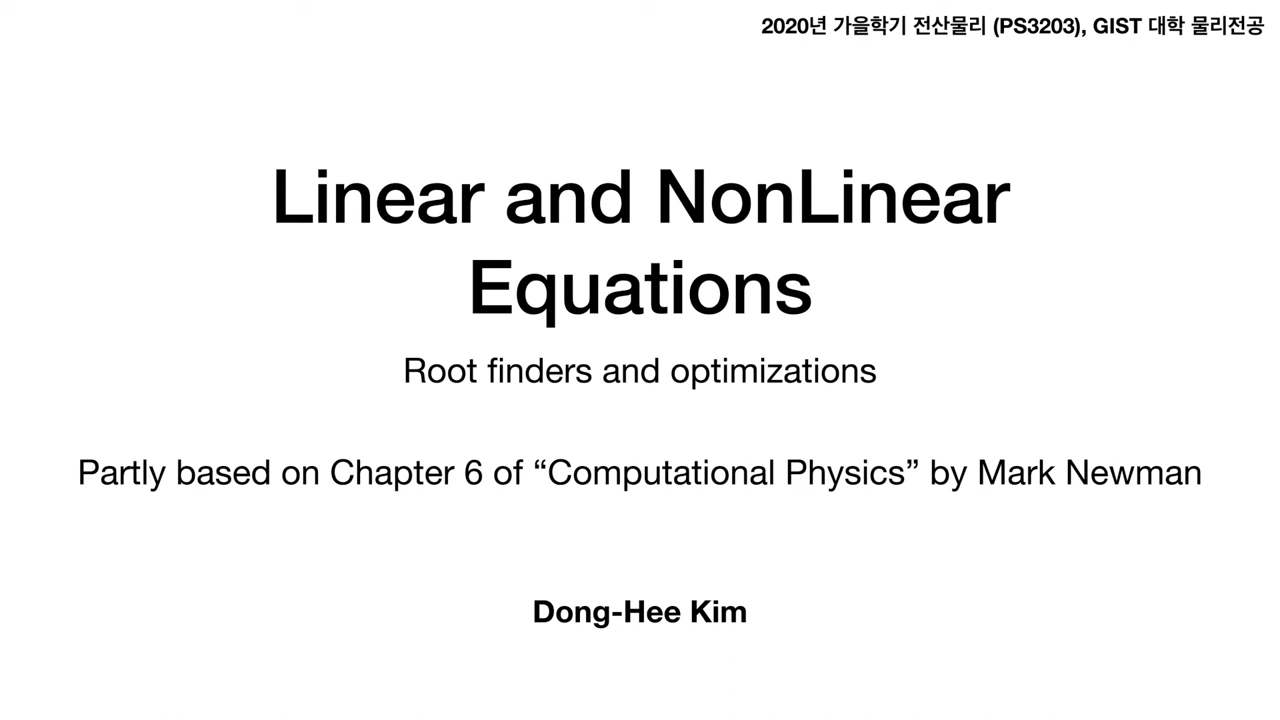 2020년 가을학기 전산물리 (PS3203), GIST 대학 물리전공
Linear and NonLinear
Equations
Root finders and optimizations
Partly based on Chapter 6 of “Computational Physics” by Mark Newman
Dong-Hee Kim